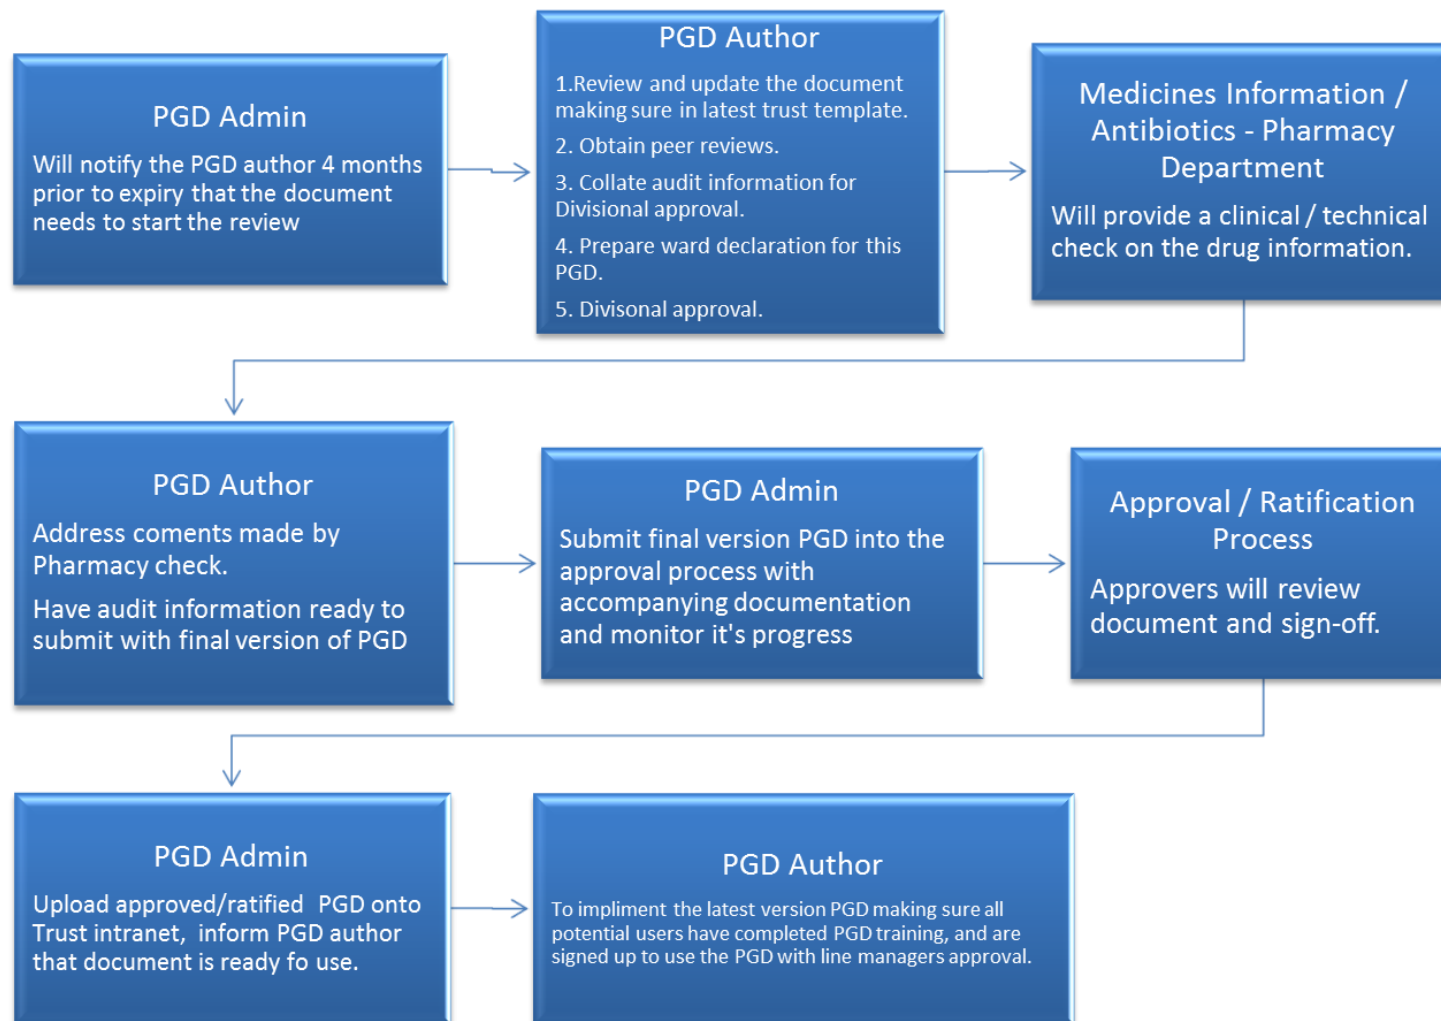 PGD Admin
Will notify the PGD author 4 months
prior to expiry that the document
needs to start the review
PGD Author
1.Review and update the document
making sure in latest trust template.
2. Obtain peer reviews.
3. Collate audit information for
Divisional approval.
4. Prepare ward declaration for this
PGD.
5. Divisonal approval.
Medicines Information /
Antibiotics - Pharmacy
Department
Will provide a clinical / technical
check on the drug information.
PGD Author
Address coments made by
Pharmacy check.
Have audit information ready to
submit with final version of PGD
PGD Admin
Submit final version PGD into the
approval process with
accompanying documentation
and monitor it's progress
Approval / Ratification
Process
Approvers will review
document and sign-off.
PGD Admin
Upload approved/ratified PGD onto
Trust intranet, inform PGD author
that document is ready fo use.
PGD Author
To impliment the latest version PGD making sure all
potential users have completed PGD training, and are
signed up to use the PGD with line managers approval.